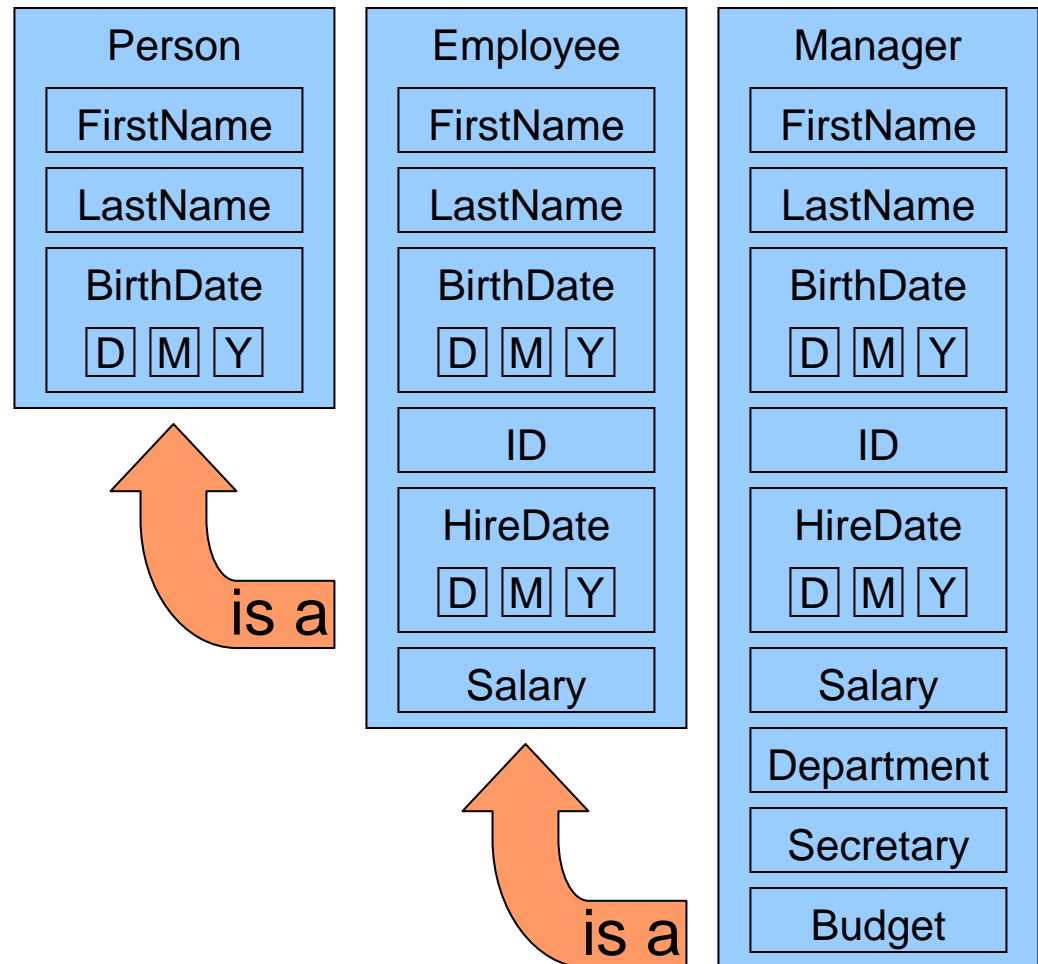 Person
FirstName
LastName
BirthDate
D M Y
is a
Employee
FirstName
LastName
BirthDate
D M Y
ID
HireDate
D M Y
Salary
is a
Manager
FirstName
LastName
BirthDate
D M Y
ID
HireDate
D M Y
Salary
Department
Secretary
Budget